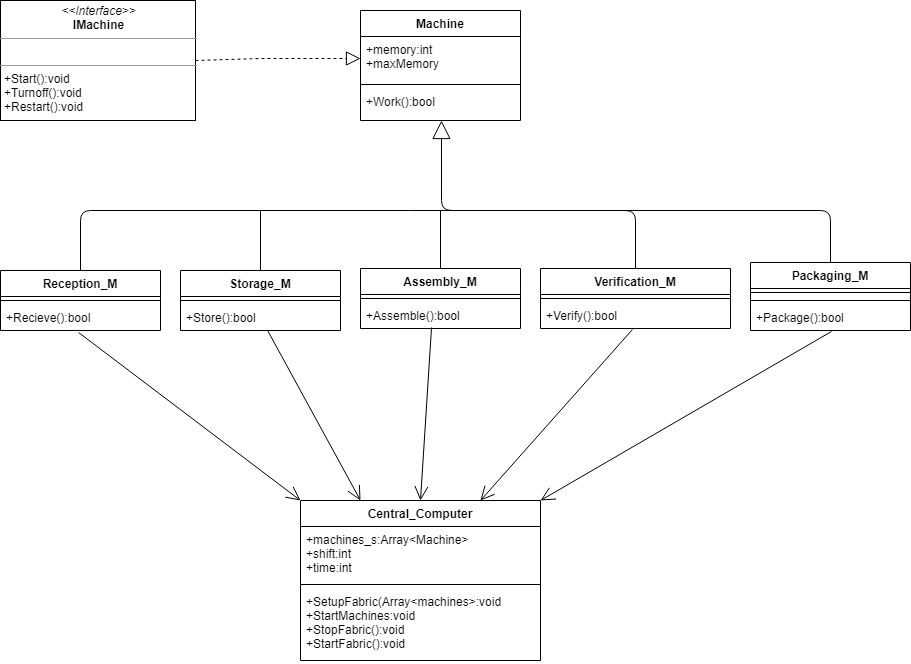 <<Interface>>
IMachine
+Start():void
+Turnoff():void
+Restart():void
Machine
+memory:int
+maxMemory
+Work():bool
Reception_M
+Recieve():bool
Storage_M
+Store():bool
Assembly_M
+Assemble():bool
Verification_M
+Verify():bool
Packaging_M
+Package():bool
Central_Computer
+machines_s:Array<Machine>
+shift:int
+time:int
+SetupFabric(Array<machines>:void
+StartMachines:void
+StopFabric():void
+StartFabric():void